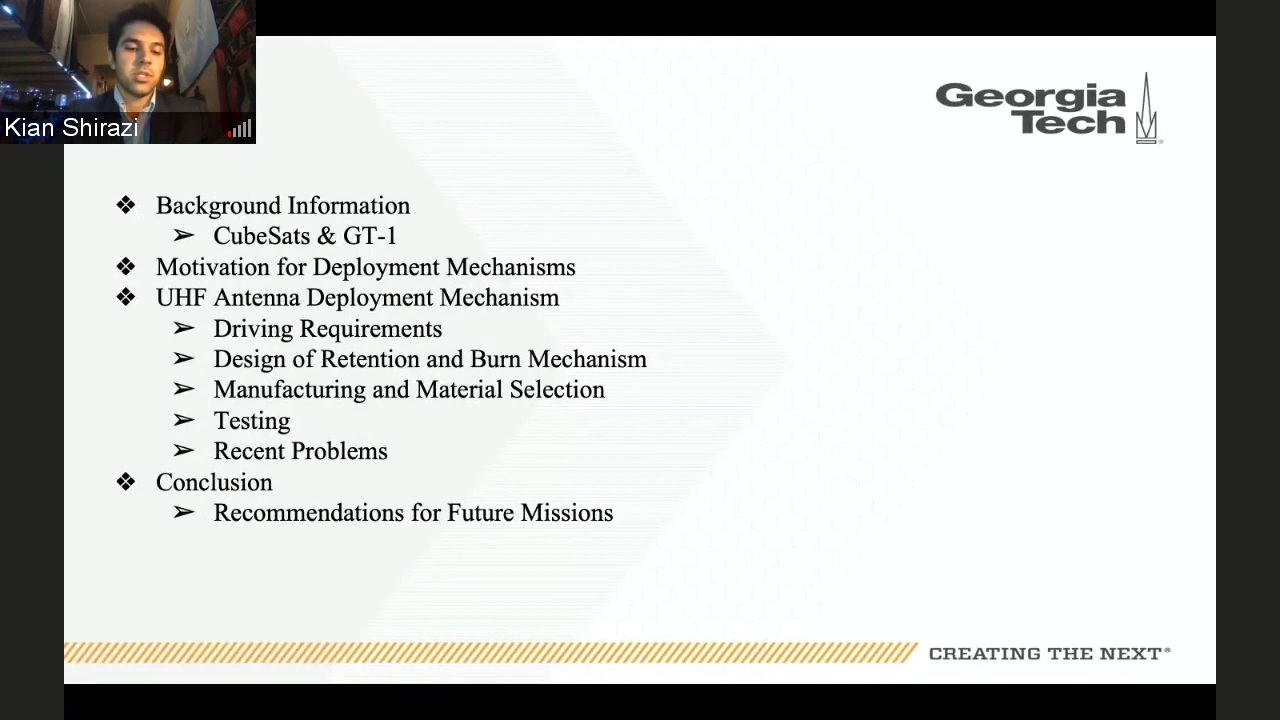 Kian Shirazi
Georgia
Tech
❖ Background Information
➢ CubeSats & GT-1
❖ Motivation for Deployment Mechanisms
❖ UHF Antenna Deployment Mechanism
➢ Driving Requirements
➢ Design of Retention and Burn Mechanism
➢ Manufacturing and Material Selection
➢ Testing
➢ Recent Problems
❖ Conclusion
➢ Recommendations for Future Missions
CREATING THE NEXT®